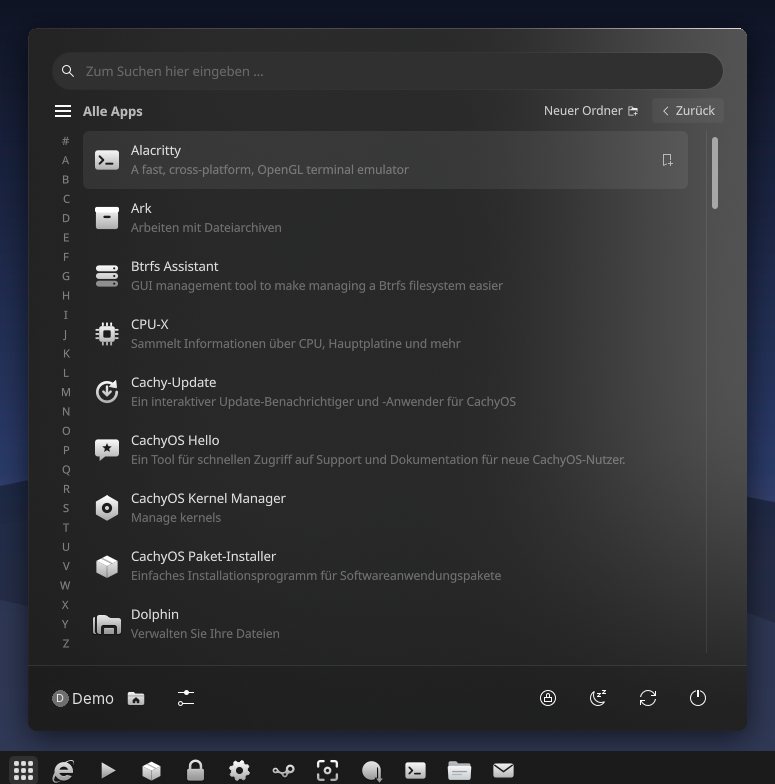 Zum Suchen hier eingeben ...
Alle Apps
Neuer Ordner
Zurück
#
A
B
C
D
E
F
G
H
I
J
K
L
M
N
O
P
Q
R
S
T
U
V
W
X
Y
Z
Alacritty
A fast, cross-platform, OpenGL terminal emulator
Ark
Arbeiten mit Dateiarchiven
Btrfs Assistant
GUI management tool to make managing a Btrfs filesystem easier
CPU-X
Sammelt Informationen über CPU, Hauptplatine und mehr
Cachy-Update
Ein interaktiver Update-Benachrichtiger und -Anwender für CachyOS
CachyOS Hello
Ein Tool für schnellen Zugriff auf Support und Dokumentation für neue CachyOS-Nutzer.
CachyOS Kernel Manager
Manage kernels
CachyOS Paket-Installer
Einfaches Installationsprogramm für Softwareanwendungspakete
Dolphin
Verwalten Sie Ihre Dateien
D Demo